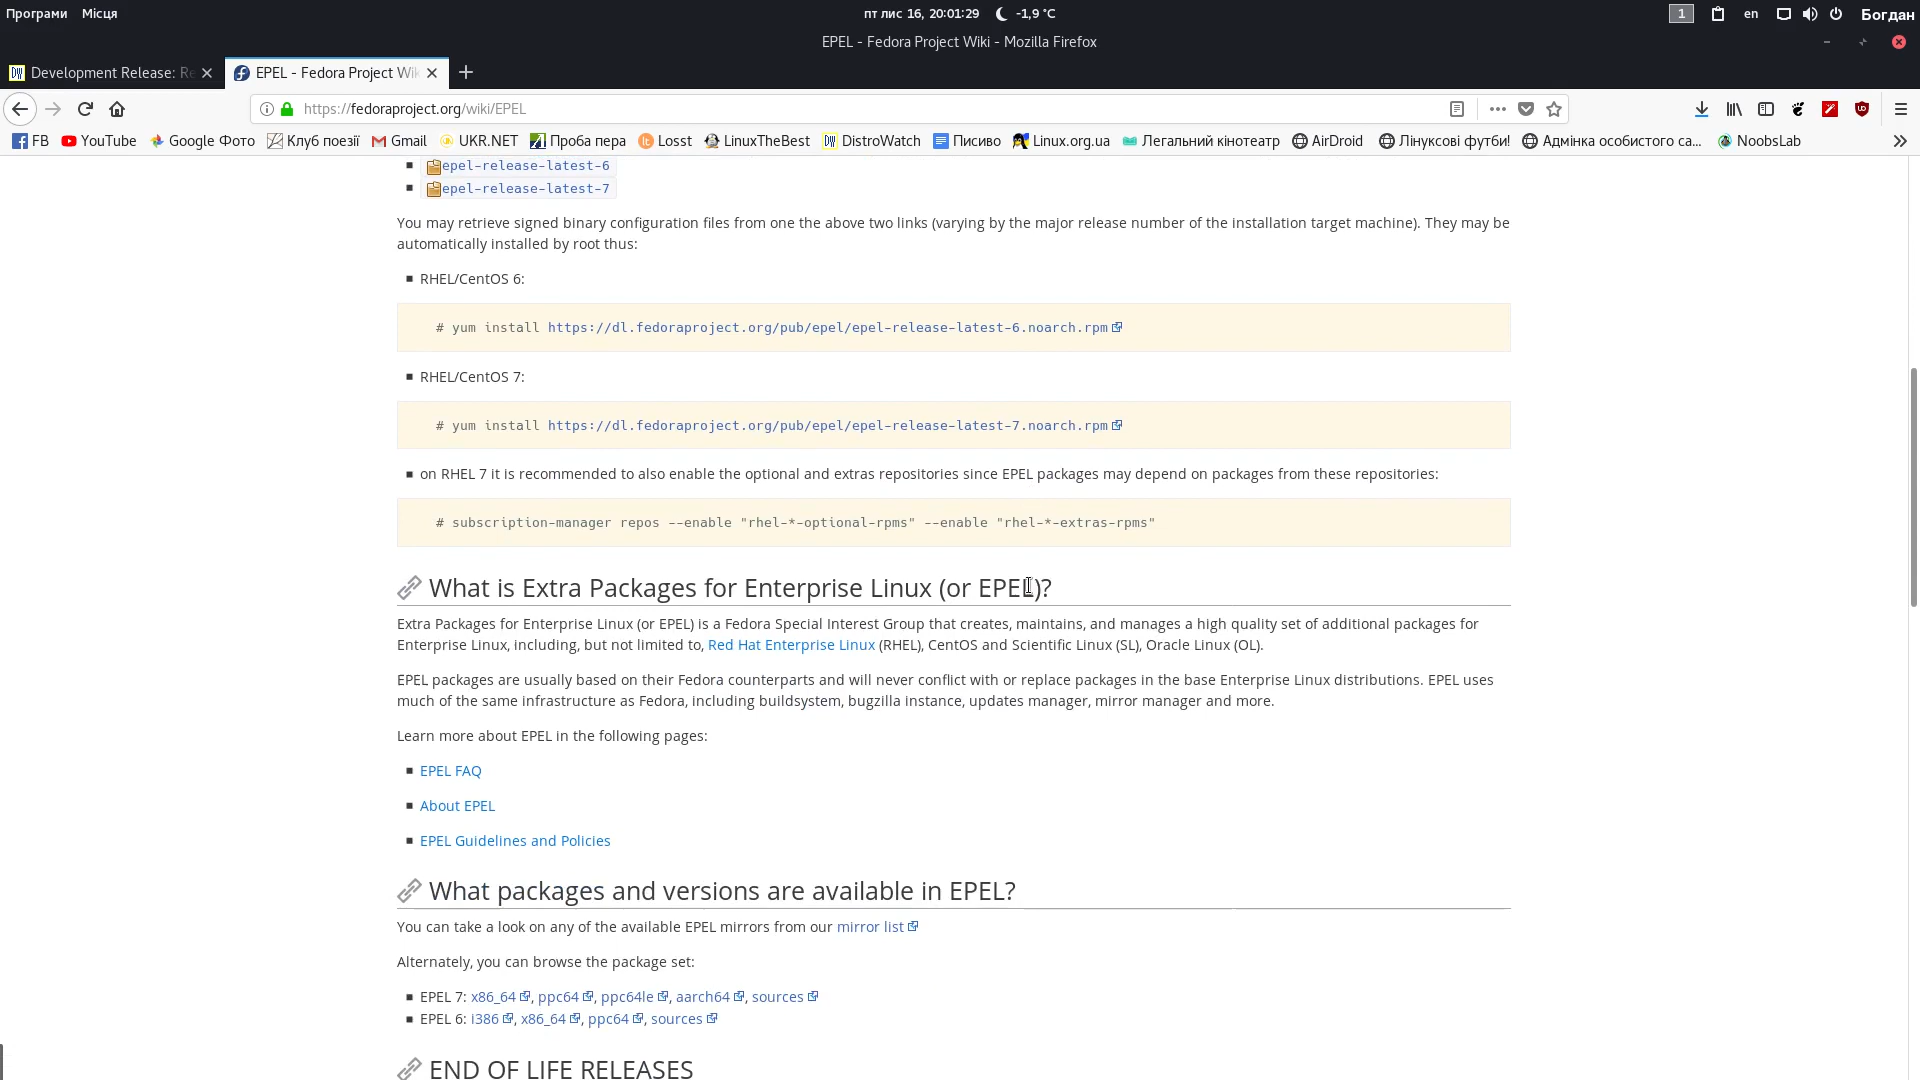 Програми Місця пт лис 16, 20:01:29 -1,9 °C 1 en Богдан
EPEL - Fedora Project Wiki - Mozilla Firefox
Development Release: Re EPEL - Fedora Project Wik
https://fedoraproject.org/wiki/EPEL
FB YouTube Google Фото Клуб поезії Gmail UKR.NET Проба пера Losst LinuxTheBest DistroWatch Писиво Linux.org.ua Легальний кінотеатр AirDroid Лінуксові футби! Адмінка особистого са... NoobsLab
epel-release-latest-6
epel-release-latest-7
You may retrieve signed binary configuration files from one the above two links (varying by the major release number of the installation target machine). They may be
automatically installed by root thus:
RHEL/CentOS 6:
# yum install https://dl.fedoraproject.org/pub/epel/epel-release-latest-6.noarch.rpm
RHEL/CentOS 7:
# yum install https://dl.fedoraproject.org/pub/epel/epel-release-latest-7.noarch.rpm
on RHEL 7 it is recommended to also enable the optional and extras repositories since EPEL packages may depend on packages from these repositories:
# subscription-manager repos --enable "rhel-*-optional-rpms" --enable "rhel-*-extras-rpms"
What is Extra Packages for Enterprise Linux (or EPEL)?
Extra Packages for Enterprise Linux (or EPEL) is a Fedora Special Interest Group that creates, maintains, and manages a high quality set of additional packages for
Enterprise Linux, including, but not limited to, Red Hat Enterprise Linux (RHEL), CentOS and Scientific Linux (SL), Oracle Linux (OL).
EPEL packages are usually based on their Fedora counterparts and will never conflict with or replace packages in the base Enterprise Linux distributions. EPEL uses
much of the same infrastructure as Fedora, including buildsystem, bugzilla instance, updates manager, mirror manager and more.
Learn more about EPEL in the following pages:
EPEL FAQ
About EPEL
EPEL Guidelines and Policies
What packages and versions are available in EPEL?
You can take a look on any of the available EPEL mirrors from our mirror list
Alternately, you can browse the package set:
EPEL 7: x86_64, ppc64, ppc64le, aarch64, sources
EPEL 6: i386, x86_64, ppc64, sources
END OF LIFE RELEASES